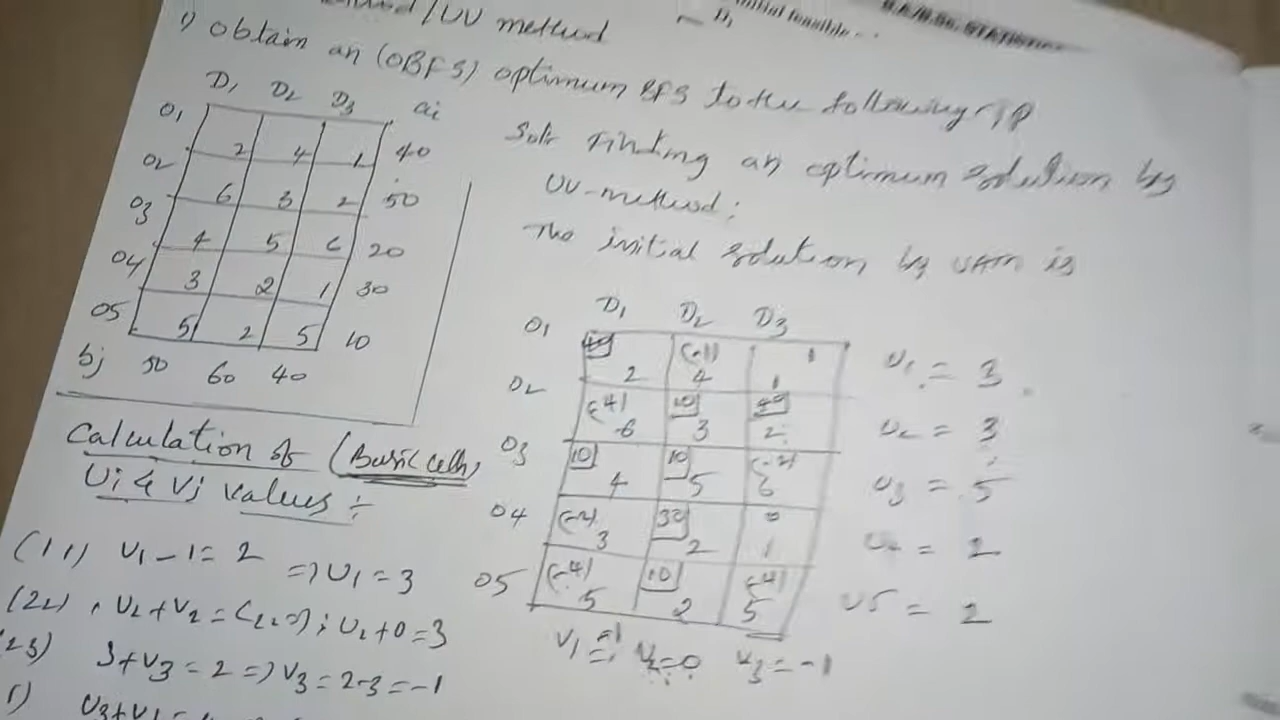 /UV method
1) Obtain an (OBFS) optimum BFS to the following TP
D1 D2 D3 ai
O1 2 4 1 40
O2 6 3 2 50
O3 4 5 6 20
O4 3 2 1 30
O5 5 2 5 10
bj 50 60 40
Calculation of (Basic cells)
Ui & Vj values :-
(11) U1 - 1 = 2 => U1 = 3
(22) , U2 + V2 = C22 ; U2 + 0 = 3
(23) 3 + V3 = 2 => V3 = 2-3 = -1
Sol: Finding an optimum solution by
UV-method:
The initial solution by VAM is
D1 D2 D3
O1 2 (-1) 4 1 1 U1 = 3
O2 (-4) 6 10 3 40 2 U2 = 3
O3 10 4 10 5 (-2) 6 U3 = 5
O4 (-2) 3 30 2 0 1 = 2
O5 (-4) 5 10 2 (-4) 5 U5 = 2
V1 = -1 V2 = 0 V3 = -1